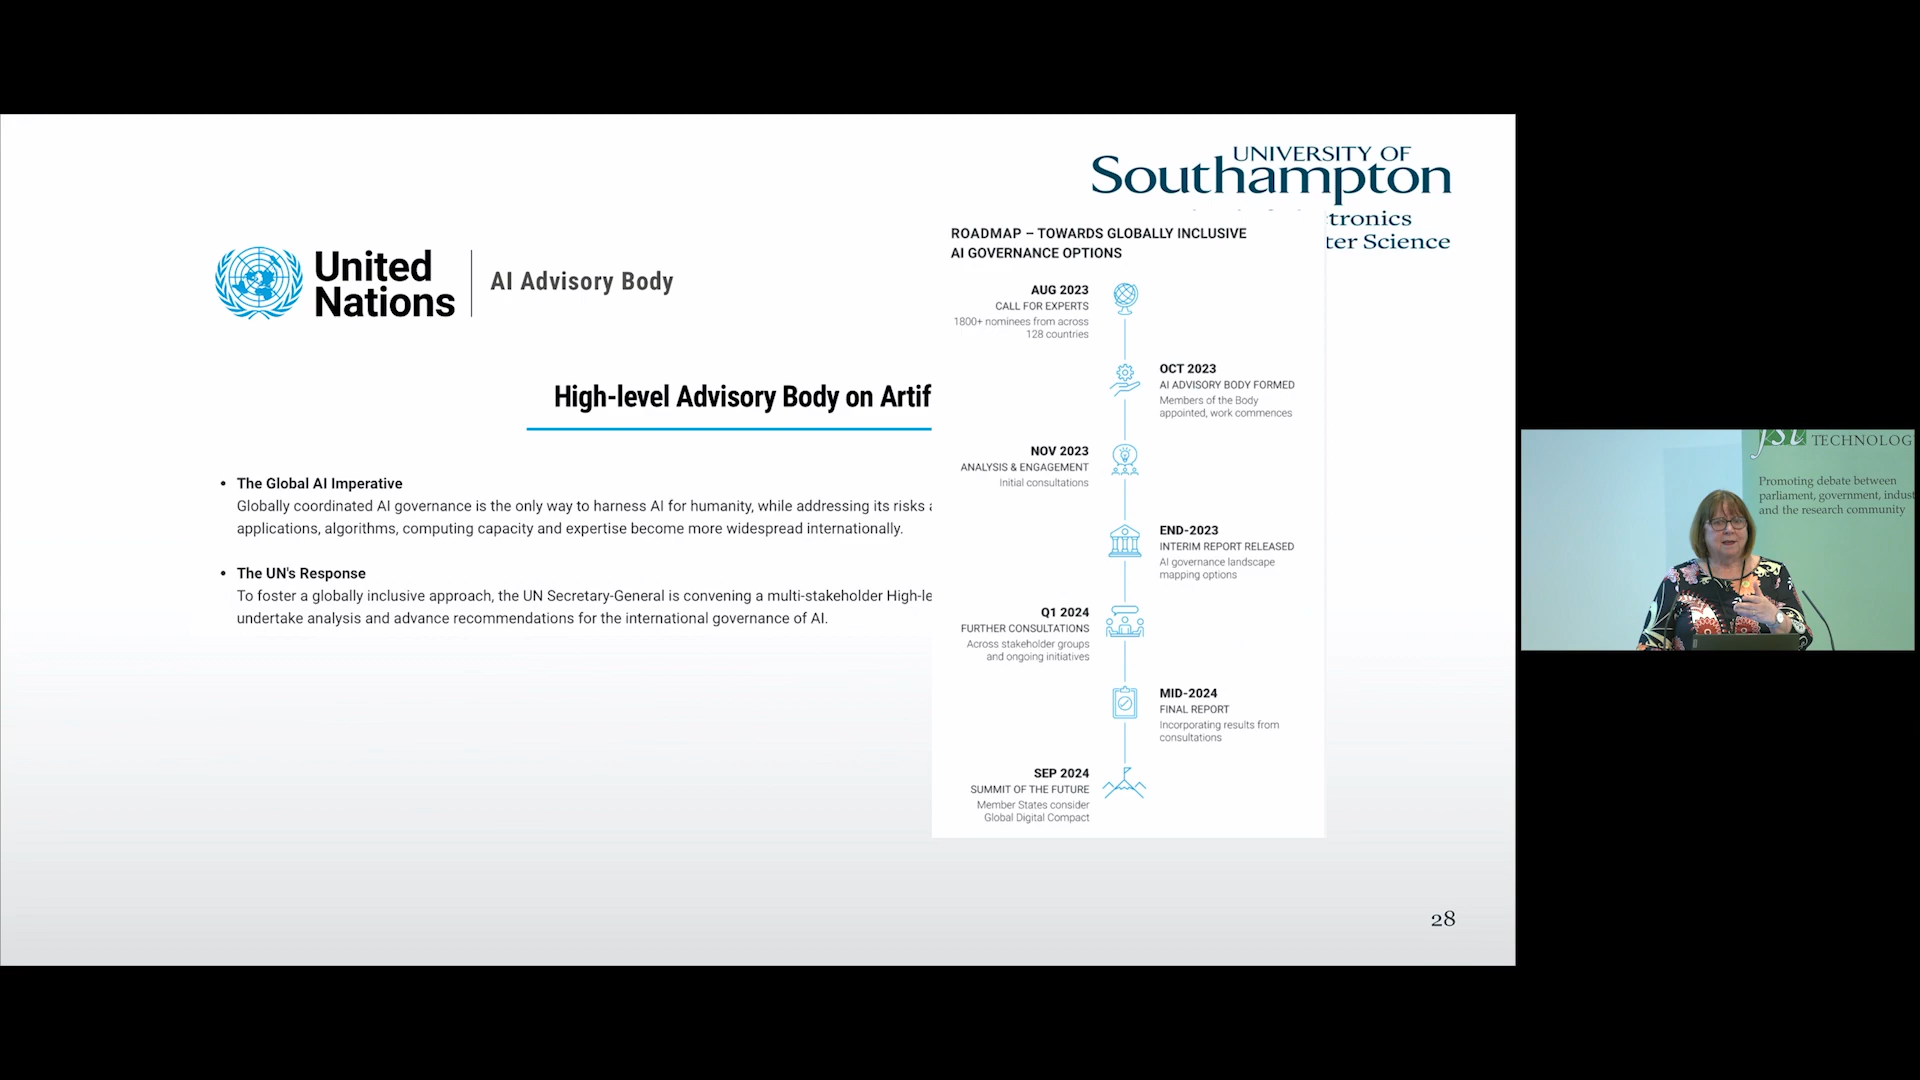 UNIVERSITY OF
Southampton
ctronics
ter Science
United
Nations
AI Advisory Body
High-level Advisory Body on Artif
• The Global AI Imperative
Globally coordinated AI governance is the only way to harness AI for humanity, while addressing its risks
applications, algorithms, computing capacity and expertise become more widespread internationally.
• The UN's Response
To foster a globally inclusive approach, the UN Secretary-General is convening a multi-stakeholder High-le
undertake analysis and advance recommendations for the international governance of AI.
ROADMAP – TOWARDS GLOBALLY INCLUSIVE
AI GOVERNANCE OPTIONS
AUG 2023
CALL FOR EXPERTS
1800+ nominees from across
128 countries
OCT 2023
AI ADVISORY BODY FORMED
Members of the Body
appointed, work commences
NOV 2023
ANALYSIS & ENGAGEMENT
Initial consultations
END-2023
INTERIM REPORT RELEASED
AI governance landscape
mapping options
Q1 2024
FURTHER CONSULTATIONS
Across stakeholder groups
and ongoing initiatives
MID-2024
FINAL REPORT
Incorporating results from
consultations
SEP 2024
SUMMIT OF THE FUTURE
Member States consider
Global Digital Compact
28
fst TECHNOLOG
Promoting debate between
parliament, government, indust
and the research community